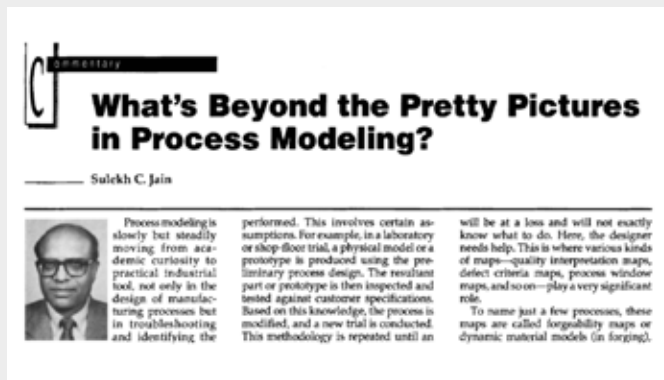 Commentary
What's Beyond the Pretty Pictures
in Process Modeling?
Sulekh C. Jain
Process modeling is
slowly but steadily
moving from aca-
demic curiosity to
practical industrial
tool, not only in the
design of manufac-
turing processes but
in troubleshooting
and identifying the
performed. This involves certain as-
sumptions. For example, in a laboratory
or shop-floor trial, a physical model or a
prototype is produced using the pre-
liminary process design. The resultant
part or prototype is then inspected and
tested against customer specifications.
Based on this knowledge, the process is
modified, and a new trial is conducted.
This methodology is repeated until an
will be at a loss and will not exactly
know what to do. Here, the designer
needs help. This is where various kinds
of maps—quality interpretation maps,
defect criteria maps, process window
maps, and so on—play a very significant
role.
To name just a few processes, these
maps are called forgeability maps or
dynamic material models (in forging),